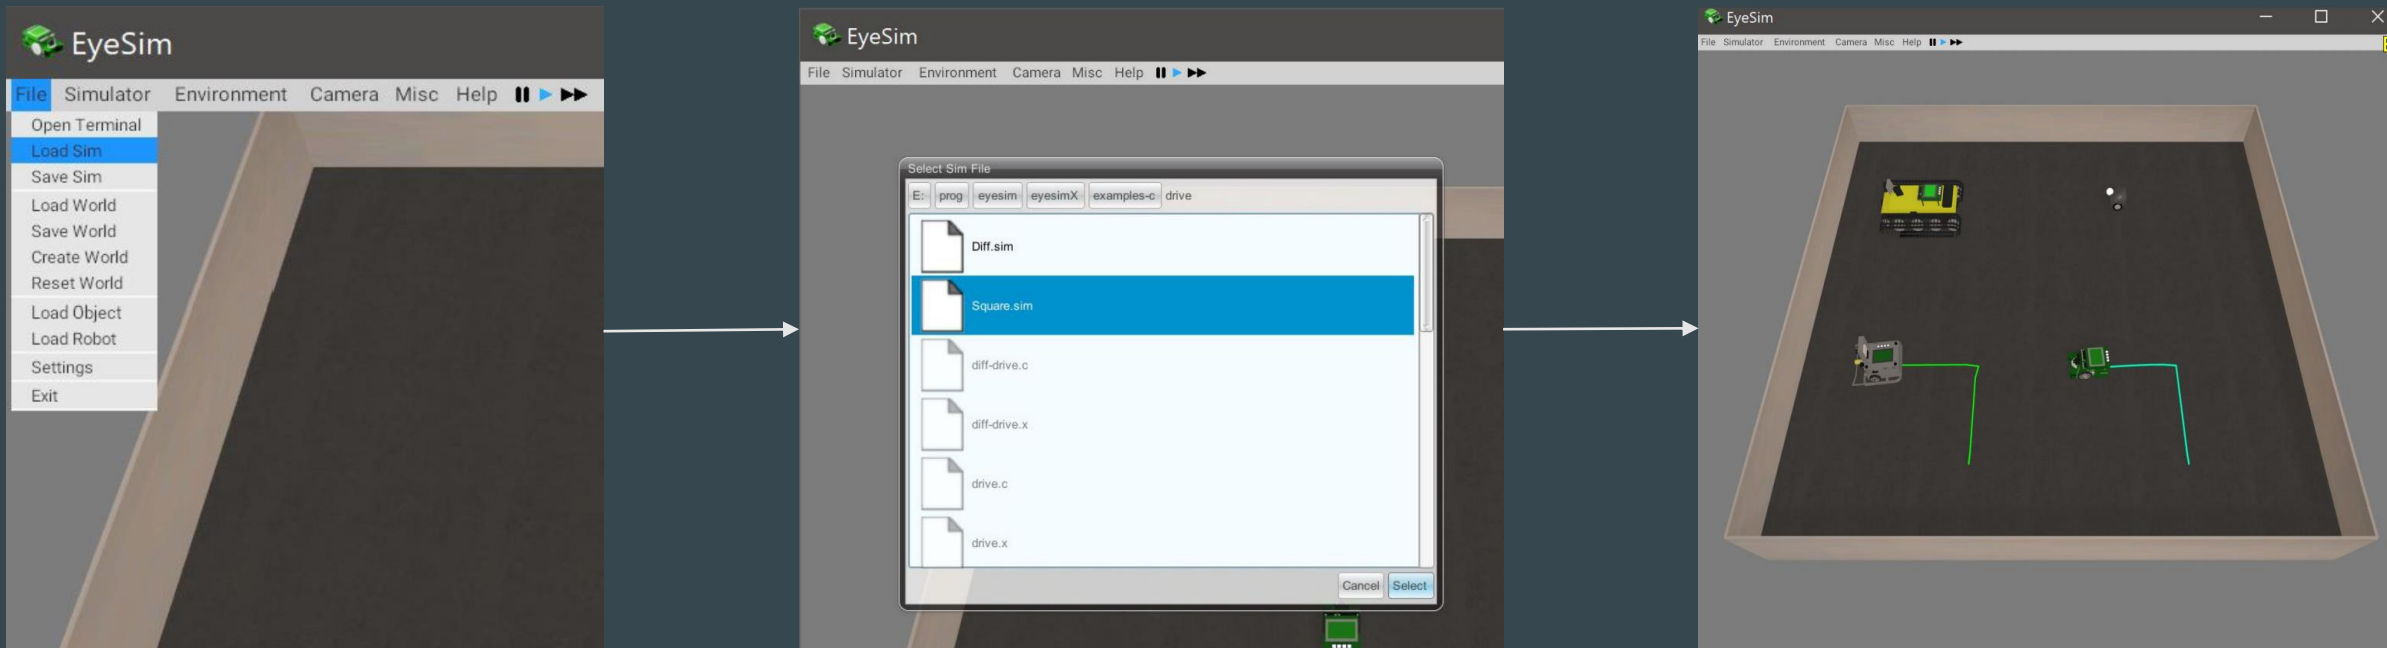 EyeSim
File Simulator Environment Camera Misc Help
Open Terminal
Load Sim
Save Sim
Load World
Save World
Create World
Reset World
Load Object
Load Robot
Settings
Exit
EyeSim
File Simulator Environment Camera Misc Help
Select Sim File
E: prog eyesim eyesimX examples-c drive
Diff.sim
Square.sim
diff-drive.c
diff-drive.x
drive.c
drive.x
Cancel Select
EyeSim
File Simulator Environment Camera Misc Help